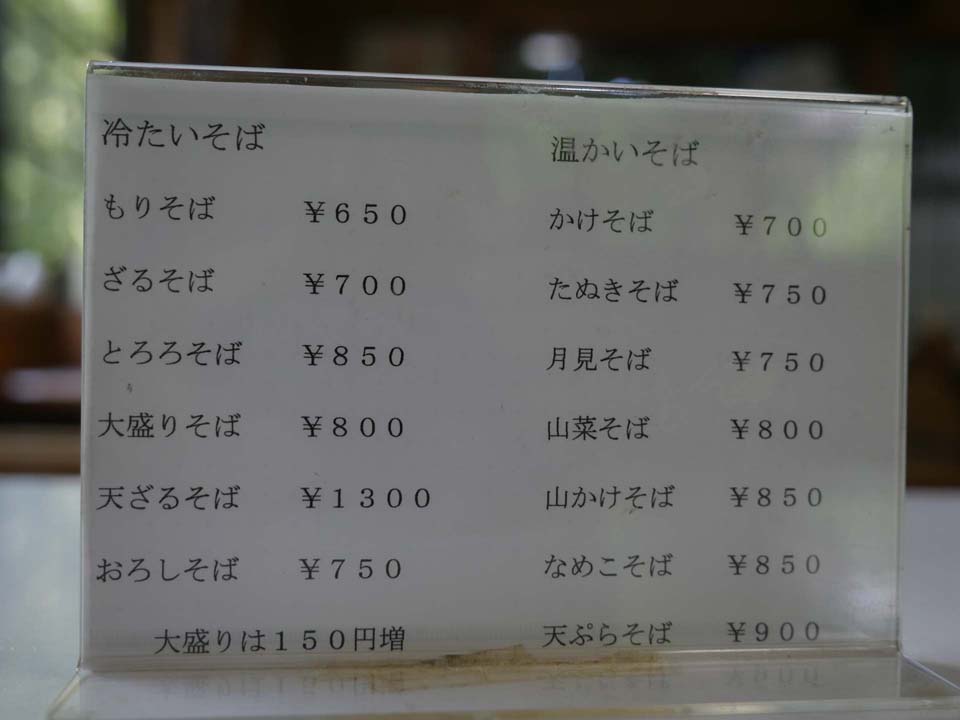 冷たいそば
もりそば ￥６５０
ざるそば ￥７００
とろろそば ￥８５０
大盛りそば ￥８００
天ざるそば ￥１３００
おろしそば ￥７５０
大盛りは１５０円増
温かいそば
かけそば ￥７００
たぬきそば ￥７５０
月見そば ￥７５０
山菜そば ￥８００
山かけそば ￥８５０
なめこそば ￥８５０
天ぷらそば ￥９００